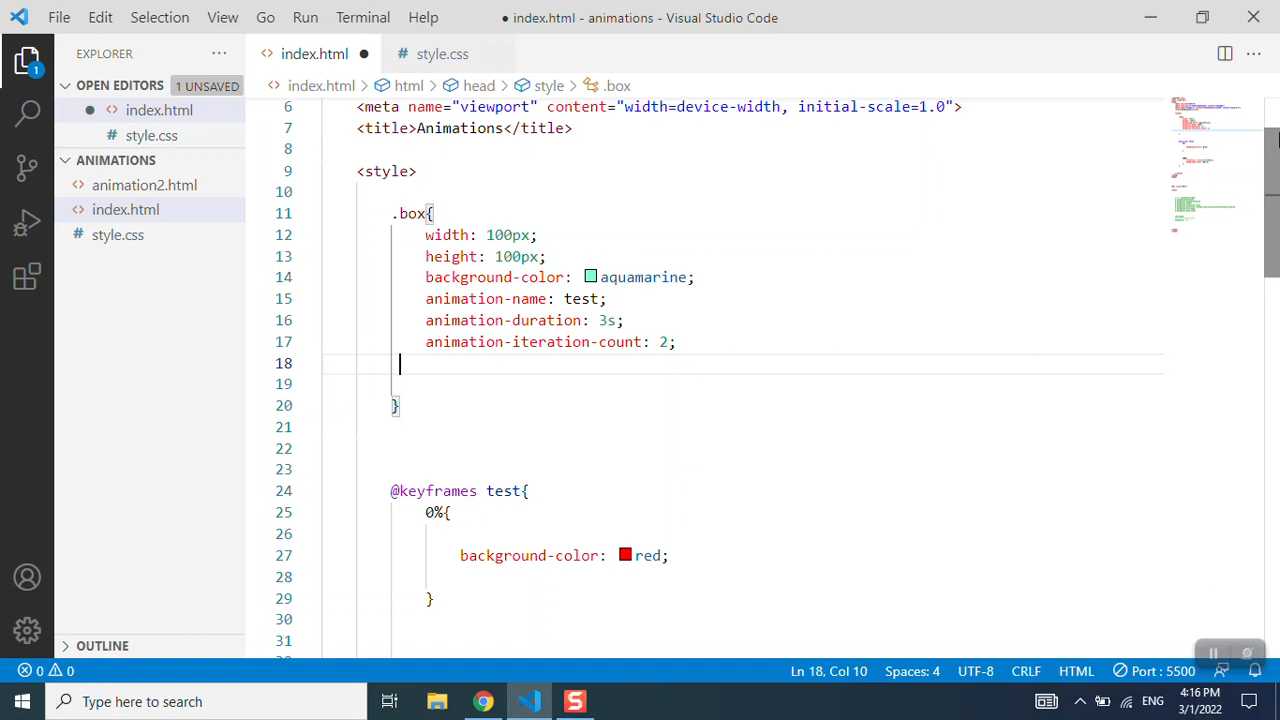 File Edit Selection View Go Run Terminal Help
● index.html - animations - Visual Studio Code
EXPLORER
OPEN EDITORS 1 UNSAVED
index.html
style.css
ANIMATIONS
animation2.html
index.html
style.css
OUTLINE
1
index.html ● style.css
index.html > html > head > style > .box
6 <meta name="viewport" content="width=device-width, initial-scale=1.0">
7 <title>Animations</title>
8
9 <style>
10
11 .box{
12 width: 100px;
13 height: 100px;
14 background-color: aquamarine;
15 animation-name: test;
16 animation-duration: 3s;
17 animation-iteration-count: 2;
18
19
20 }
21
22
23
24 @keyframes test{
25 0%{
26
27 background-color: red;
28
29 }
30
31
0 0 Ln 18, Col 10 Spaces: 4 UTF-8 CRLF HTML Port : 5500
Type here to search
ENG
4:16 PM
3/1/2022